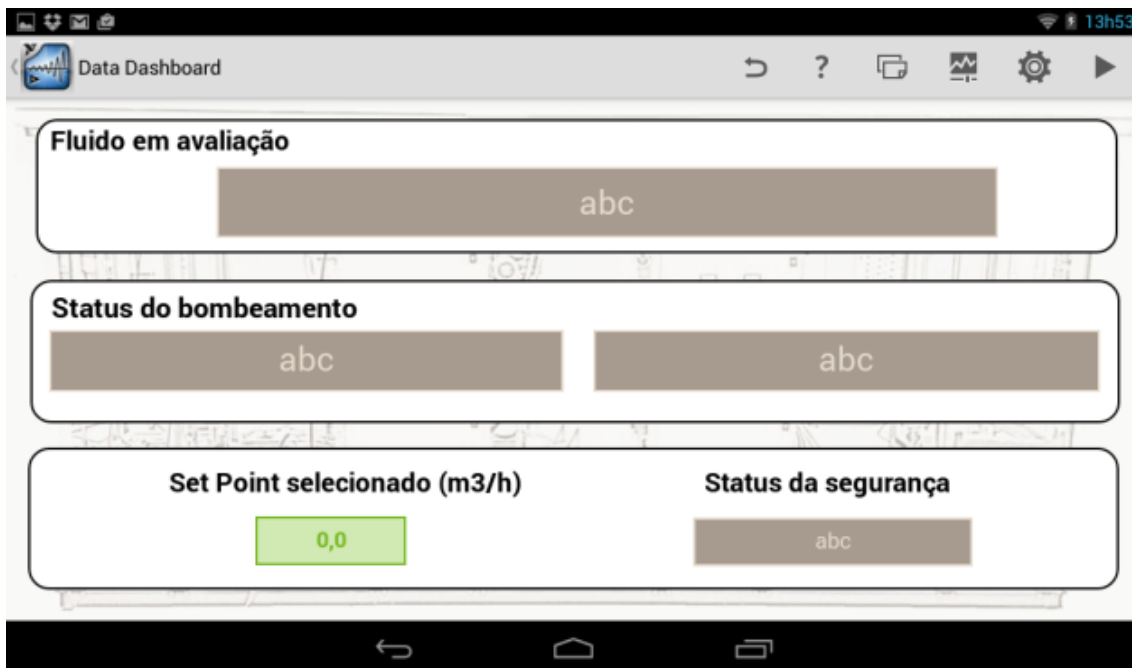 13h53
Data Dashboard
?
Fluido em avaliação
abc
Status do bombeamento
abc abc
Set Point selecionado (m3/h) Status da segurança
0,0 abc